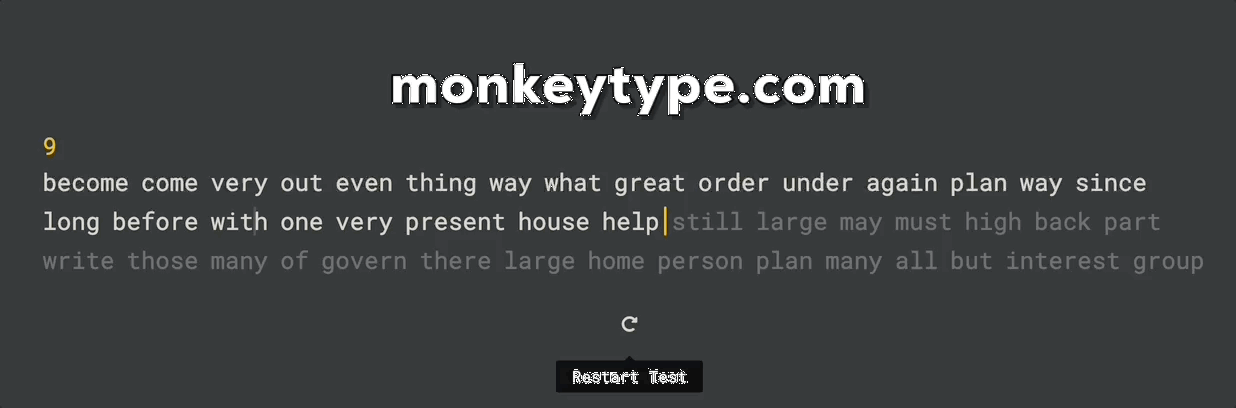 monkeytype.com
9
become come very out even thing way what great order under again plan way since
long before with one very present house help still large may must high back part
write those many of govern there large home person plan many all but interest group
Restart Test